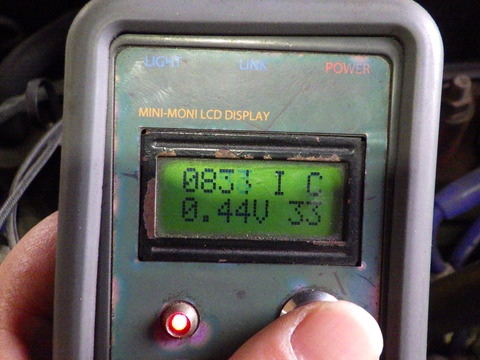 LIGHT LINK POWER
MINI-MONI LCD DISPLAY
0833 I C
0.44V 33